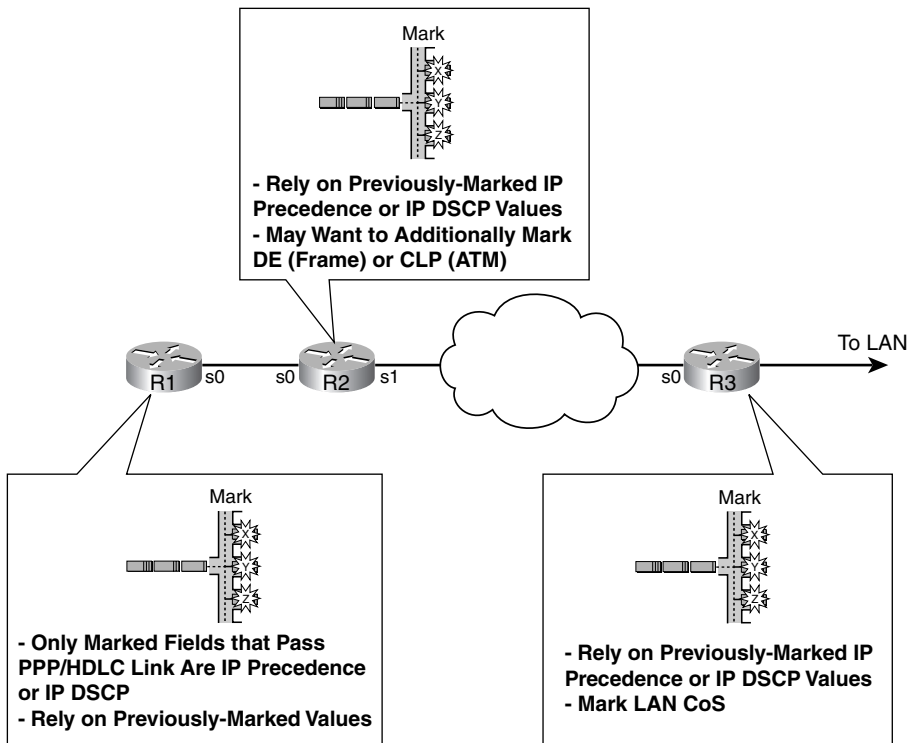 Mark
X
Y
Z
- Rely on Previously-Marked IP
Precedence or IP DSCP Values
- May Want to Additionally Mark
DE (Frame) or CLP (ATM)
To LAN
R1
s0
s0
R2
s1
s0
R3
Mark
X
Y
Z
- Only Marked Fields that Pass
PPP/HDLC Link Are IP Precedence
or IP DSCP
- Rely on Previously-Marked Values
Mark
X
Y
Z
- Rely on Previously-Marked IP
Precedence or IP DSCP Values
- Mark LAN CoS